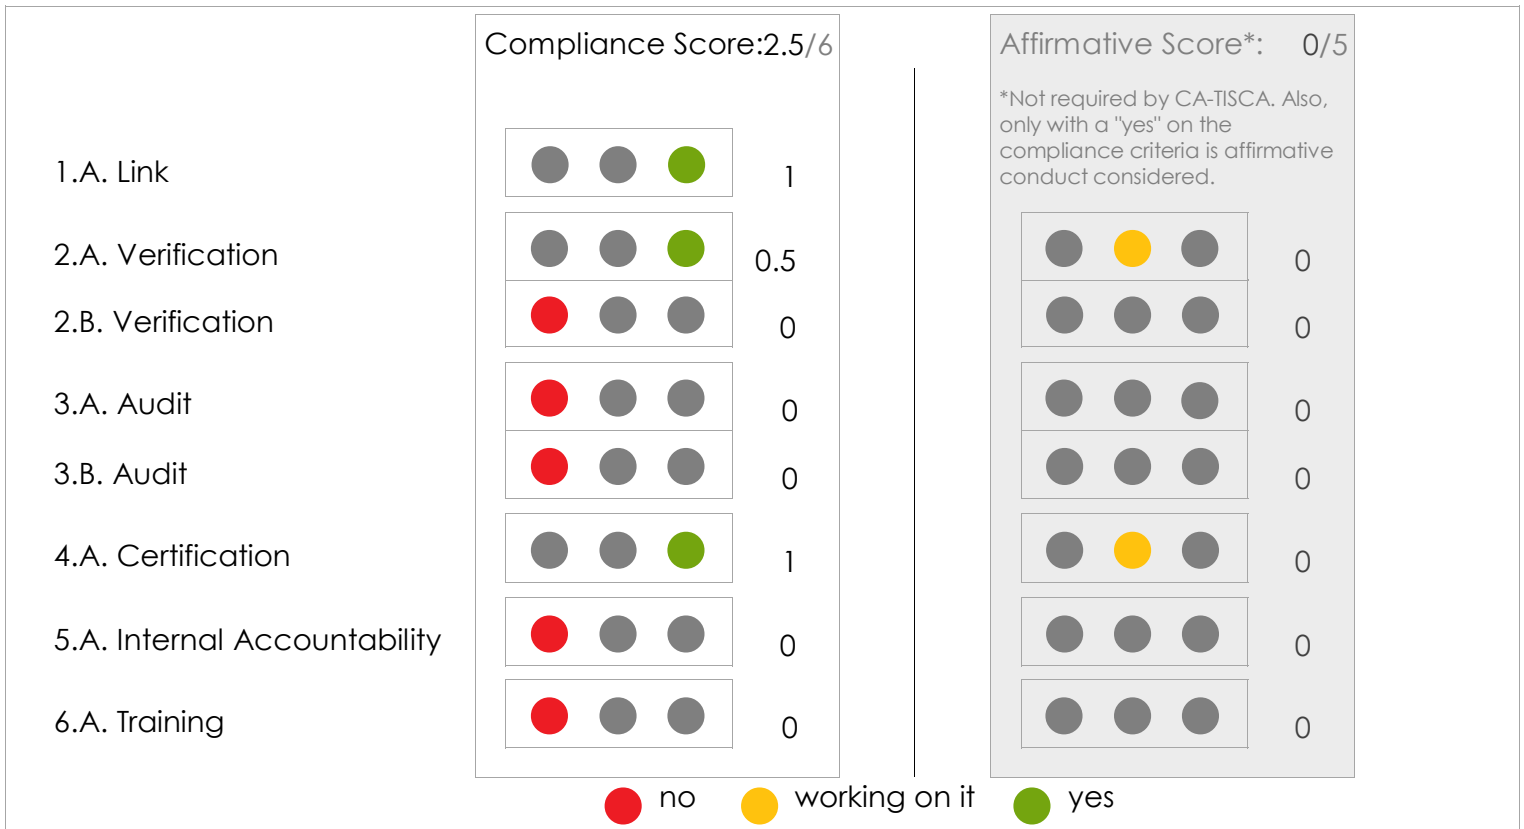 Compliance Score:2.5/6
Affirmative Score*: 0/5
*Not required by CA-TISCA. Also,
only with a "yes" on the
compliance criteria is affirmative
conduct considered.
1.A. Link 1
2.A. Verification 0.5 0
2.B. Verification 0 0
3.A. Audit 0 0
3.B. Audit 0 0
4.A. Certification 1 0
5.A. Internal Accountability 0 0
6.A. Training 0 0
no working on it yes